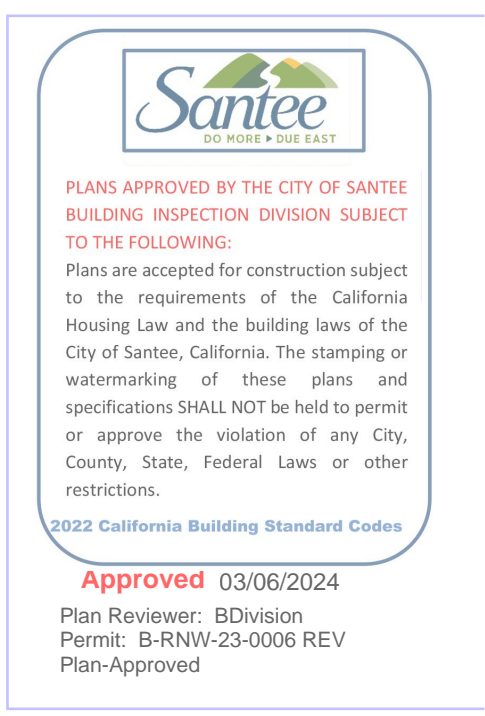 Santee
DO MORE ▶ DUE EAST
PLANS APPROVED BY THE CITY OF SANTEE
BUILDING INSPECTION DIVISION SUBJECT
TO THE FOLLOWING:
Plans are accepted for construction subject
to the requirements of the California
Housing Law and the building laws of the
City of Santee, California. The stamping or
watermarking of these plans and
specifications SHALL NOT be held to permit
or approve the violation of any City,
County, State, Federal Laws or other
restrictions.
2022 California Building Standard Codes
Approved 03/06/2024
Plan Reviewer: BDivision
Permit: B-RNW-23-0006 REV
Plan-Approved